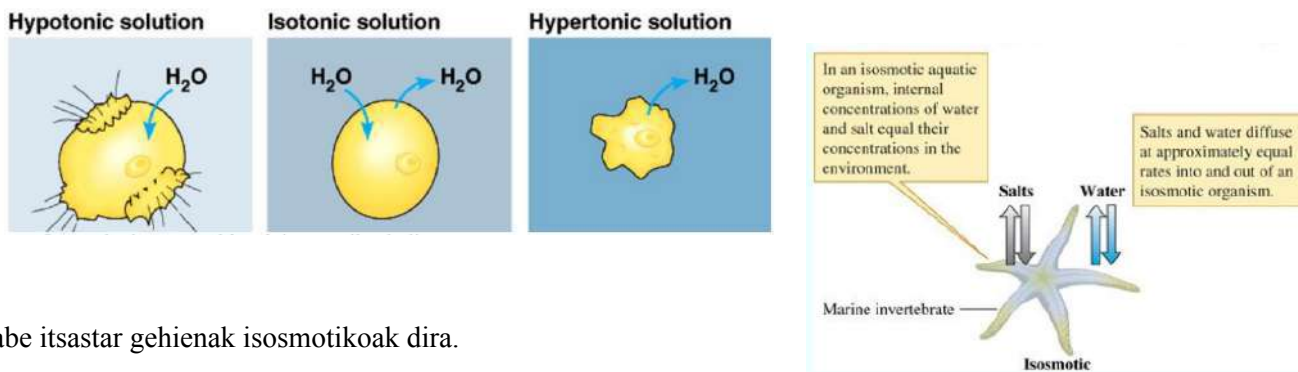 Hypotonic solution
Isotonic solution
Hypertonic solution
H₂O
H₂O
H₂O
H₂O
In an isosmotic aquatic
organism, internal
concentrations of water
and salt equal their
concentrations in the
environment.
Salts and water diffuse
at approximately equal
rates into and out of an
isosmotic organism.
Salts
Water
Marine invertebrate
Isosmotic
itsastar gehienak isosmotikoak dira.